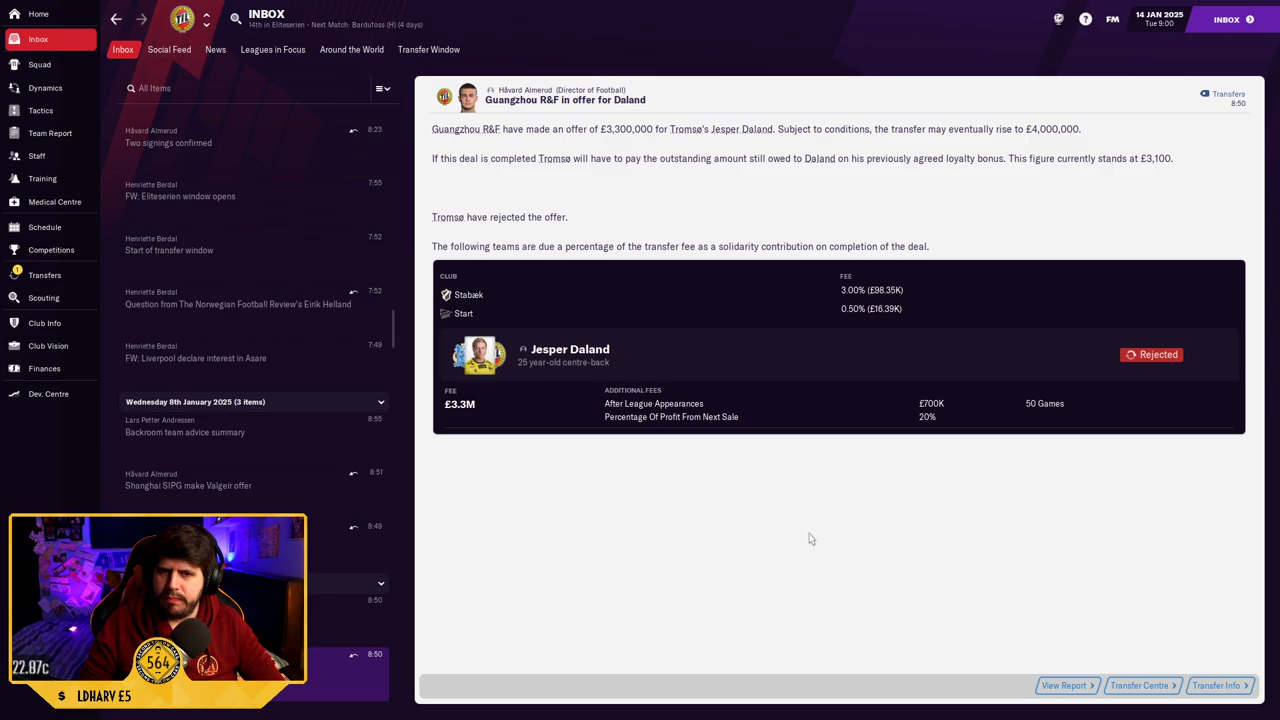 Home
Inbox
Squad
Dynamics
Tactics
Team Report
Staff
Training
Medical Centre
Schedule
Competitions
1
Transfers
Scouting
Club Info
Club Vision
Finances
Dev. Centre
INBOX
14th in Eliteserien - Next Match: Bardufoss (H) (4 days)
FM
14 JAN 2025
Tue 9:00
INBOX
Inbox
Social Feed
News
Leagues in Focus
Around the World
Transfer Window
All Items
Håvard Almerud
8:23
Two signings confirmed
Henriette Berdal
7:55
FW: Eliteserien window opens
Henriette Berdal
7:52
Start of transfer window
Henriette Berdal
7:52
Question from The Norwegian Football Review's Eirik Helland
Henriette Berdal
7:49
FW: Liverpool declare interest in Asare
Wednesday 8th January 2025 (3 items)
Lars Petter Andressen
8:55
Backroom team advice summary
Håvard Almerud
8:51
Shanghai SIPG make Valgeir offer
8:49
8:50
8:50
Håvard Almerud (Director of Football)
Guangzhou R&F in offer for Daland
Transfers
8:50
Guangzhou R&F have made an offer of £3,300,000 for Tromsø's Jesper Daland. Subject to conditions, the transfer may eventually rise to £4,000,000.
If this deal is completed Tromsø will have to pay the outstanding amount still owed to Daland on his previously agreed loyalty bonus. This figure currently stands at £3,100.
Tromsø have rejected the offer.
The following teams are due a percentage of the transfer fee as a solidarity contribution on completion of the deal.
CLUB
FEE
Stabæk
3.00% (£98.35K)
Start
0.50% (£16.39K)
Jesper Daland
25 year-old centre-back
Rejected
FEE
ADDITIONAL FEES
£3.3M
After League Appearances
£700K
50 Games
Percentage Of Profit From Next Sale
20%
View Report
Transfer Centre
Transfer Info
22.87c
564
$ LDHARY £5